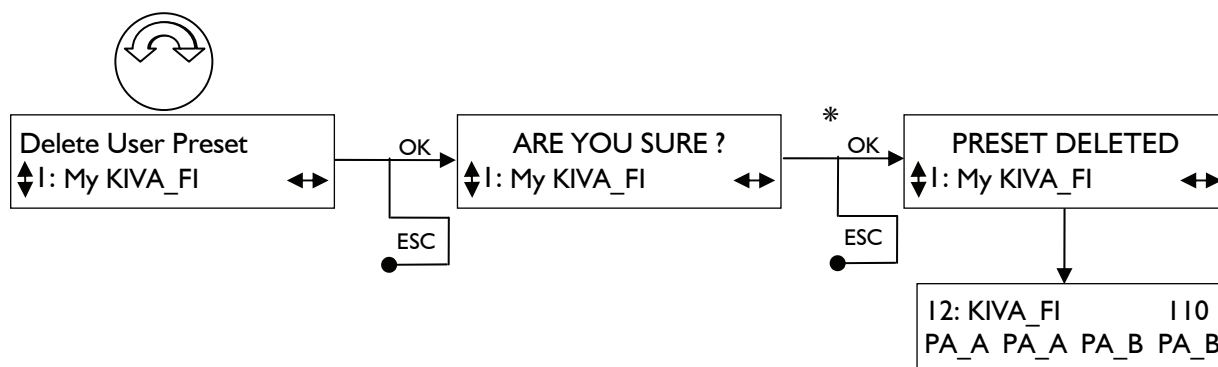 Delete User Preset
1: My KIVA_FI
OK
ESC
ARE YOU SURE ?
1: My KIVA_FI
*
OK
ESC
PRESET DELETED
1: My KIVA_FI
12: KIVA_FI 110
PA_A PA_A PA_B PA_B